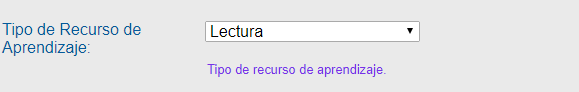 Tipo de Recurso de
Aprendizaje:
Lectura
Tipo de recurso de aprendizaje.